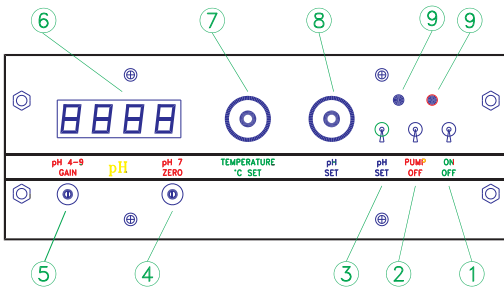 6 7 8 9 9
8888
pH 4-9 GAIN
pH
pH 7 ZERO
TEMPERATURE °C SET
pH SET
pH SET
PUMP OFF
ON OFF
5 4 3 2 1